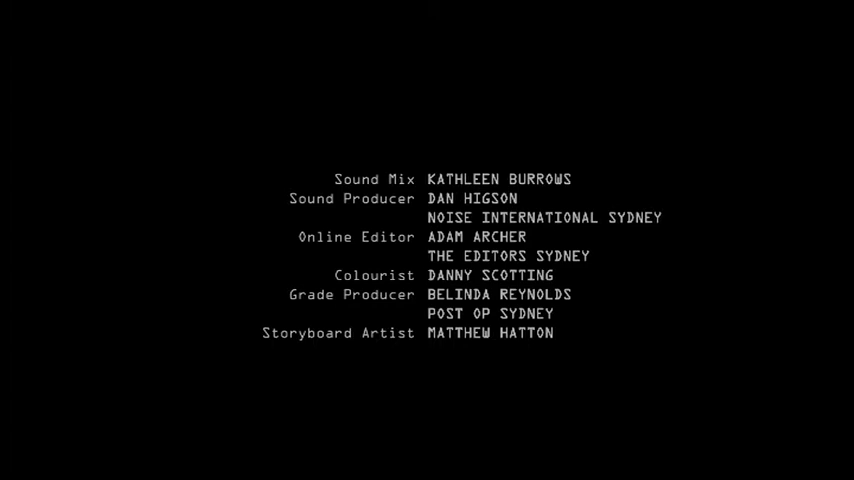 Sound Mix KATHLEEN BURROWS
Sound Producer DAN HIGSON
NOISE INTERNATIONAL SYDNEY
Online Editor ADAM ARCHER
THE EDITORS SYDNEY
Colourist DANNY SCOTTING
Grade Producer BELINDA REYNOLDS
POST OP SYDNEY
Storyboard Artist MATTHEW HATTON